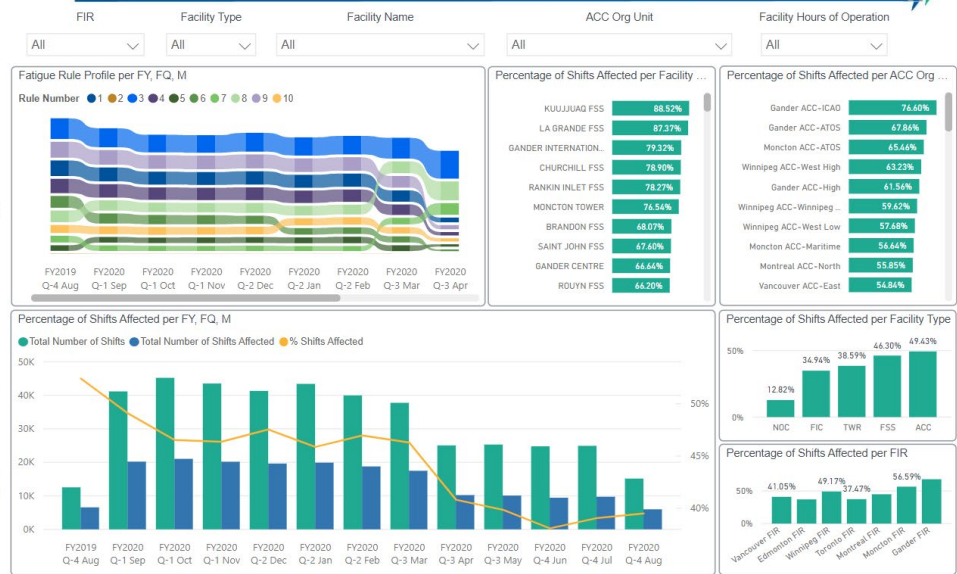 FIR
Facility Type
Facility Name
ACC Org Unit
Facility Hours of Operation
All
All
All
All
All
Fatigue Rule Profile per FY, FQ, M
Rule Number 1 2 3 4 5 6 7 8 9 10
FY2019 FY2020 FY2020 FY2020 FY2020 FY2020 FY2020 FY2020 FY2020
Q-4 Aug Q-1 Sep Q-1 Oct Q-1 Nov Q-2 Dec Q-2 Jan Q-2 Feb Q-3 Mar Q-3 Apr
Percentage of Shifts Affected per Facility ...
KUUJJUAQ FSS 88.52%
LA GRANDE FSS 87.37%
GANDER INTERNATION... 79.32%
CHURCHILL FSS 78.90%
RANKIN INLET FSS 78.27%
MONCTON TOWER 76.54%
BRANDON FSS 68.07%
SAINT JOHN FSS 67.60%
GANDER CENTRE 66.64%
ROUYN FSS 66.20%
Percentage of Shifts Affected per ACC Org ...
Gander ACC-ICAO 76.60%
Gander ACC-ATOS 67.86%
Moncton ACC-ATOS 65.46%
Winnipeg ACC-West High 63.23%
Gander ACC-High 61.56%
Winnipeg ACC-Winnipeg ... 59.62%
Winnipeg ACC-West Low 57.68%
Moncton ACC-Maritime 56.64%
Montreal ACC-North 55.85%
Vancouver ACC-East 54.84%
Percentage of Shifts Affected per FY, FQ, M
Total Number of Shifts Total Number of Shifts Affected % Shifts Affected
50K
40K
30K
20K
10K
0K
50%
45%
40%
FY2019 FY2020 FY2020 FY2020 FY2020 FY2020 FY2020 FY2020 FY2020 FY2020 FY2020 FY2020 FY2020
Q-4 Aug Q-1 Sep Q-1 Oct Q-1 Nov Q-2 Dec Q-2 Jan Q-2 Feb Q-3 Mar Q-3 Apr Q-3 May Q-4 Jun Q-4 Jul Q-4 Aug
Percentage of Shifts Affected per Facility Type
50%
0%
12.82% 34.94% 38.59% 46.30% 49.43%
NOC FIC TWR FSS ACC
Percentage of Shifts Affected per FIR
50%
0%
41.05% 49.17% 37.47% 56.59%
Vancouver FIR Edmonton FIR Winnipeg FIR Toronto FIR Montreal FIR Moncton FIR Gander FIR